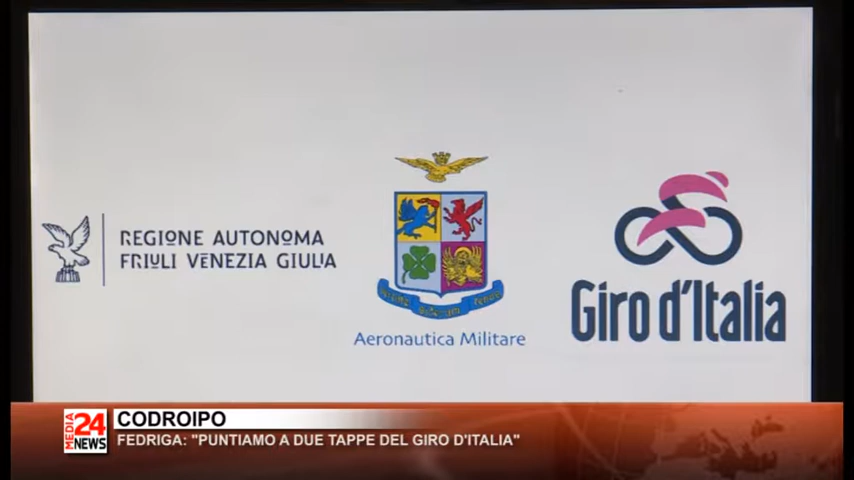 REGIONE AUTONOMA
FRIULI VENEZIA GIULIA
Aeronautica Militare
Giro d'Italia
MEDIA
24
NEWS
CODROIPO
FEDRIGA: "PUNTIAMO A DUE TAPPE DEL GIRO D'ITALIA"